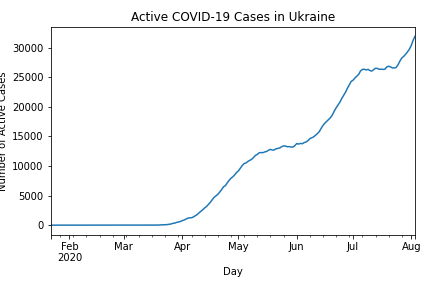 Active COVID-19 Cases in Ukraine
Number of Active Cases
30000
25000
20000
15000
10000
5000
0
Feb Mar Apr May Jun Jul Aug
2020
Day